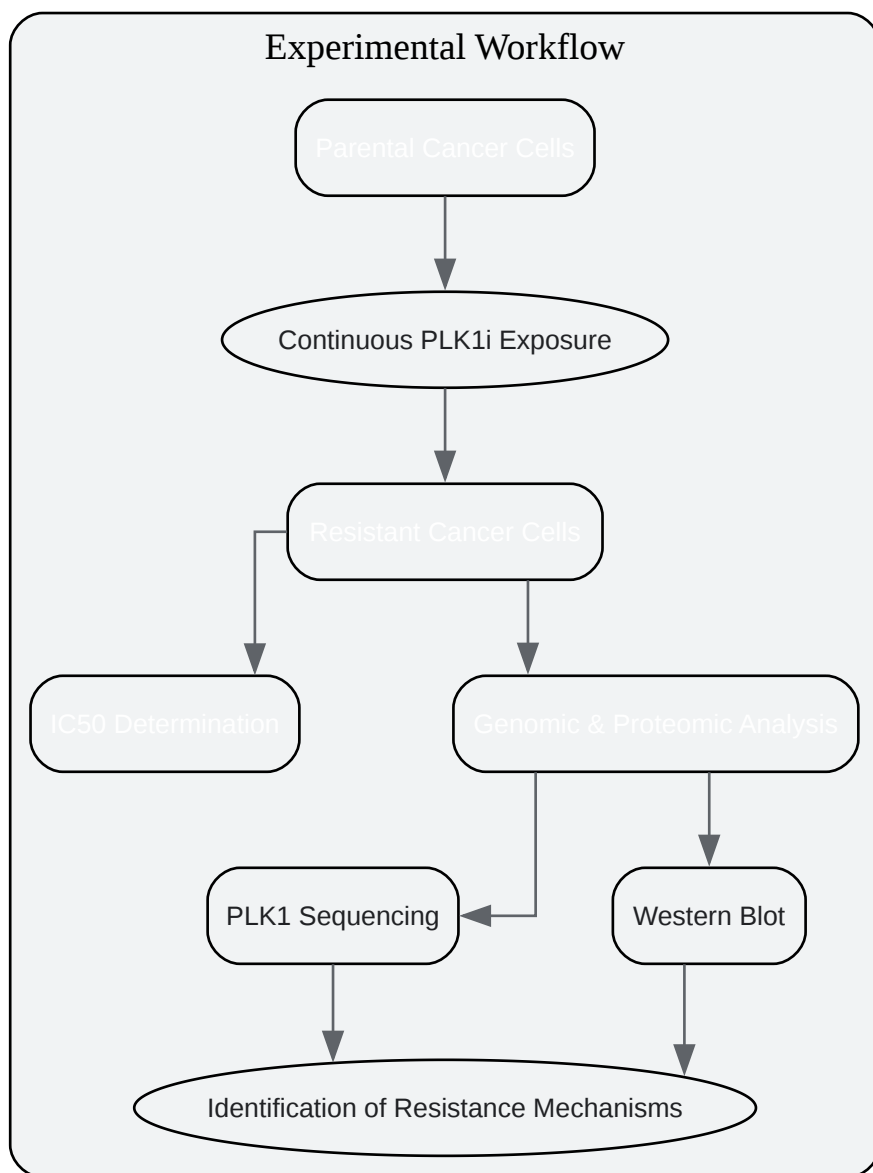 Experimental Workflow
Parental Cancer Cells
Continuous PLK1i Exposure
Resistant Cancer Cells
IC50 Determination
Genomic & Proteomic Analysis
PLK1 Sequencing
Western Blot
Identification of Resistance Mechanisms